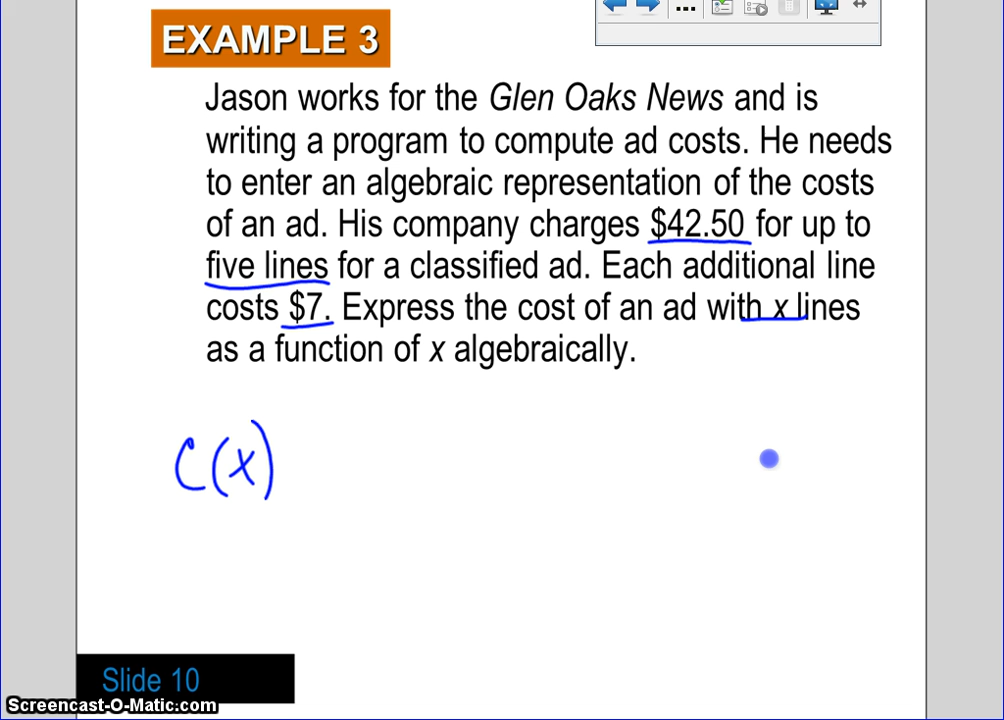 EXAMPLE 3
Jason works for the Glen Oaks News and is
writing a program to compute ad costs. He needs
to enter an algebraic representation of the costs
of an ad. His company charges $42.50 for up to
five lines for a classified ad. Each additional line
costs $7. Express the cost of an ad with x lines
as a function of x algebraically.
C(x)
Slide 10
Screencast-O-Matic.com